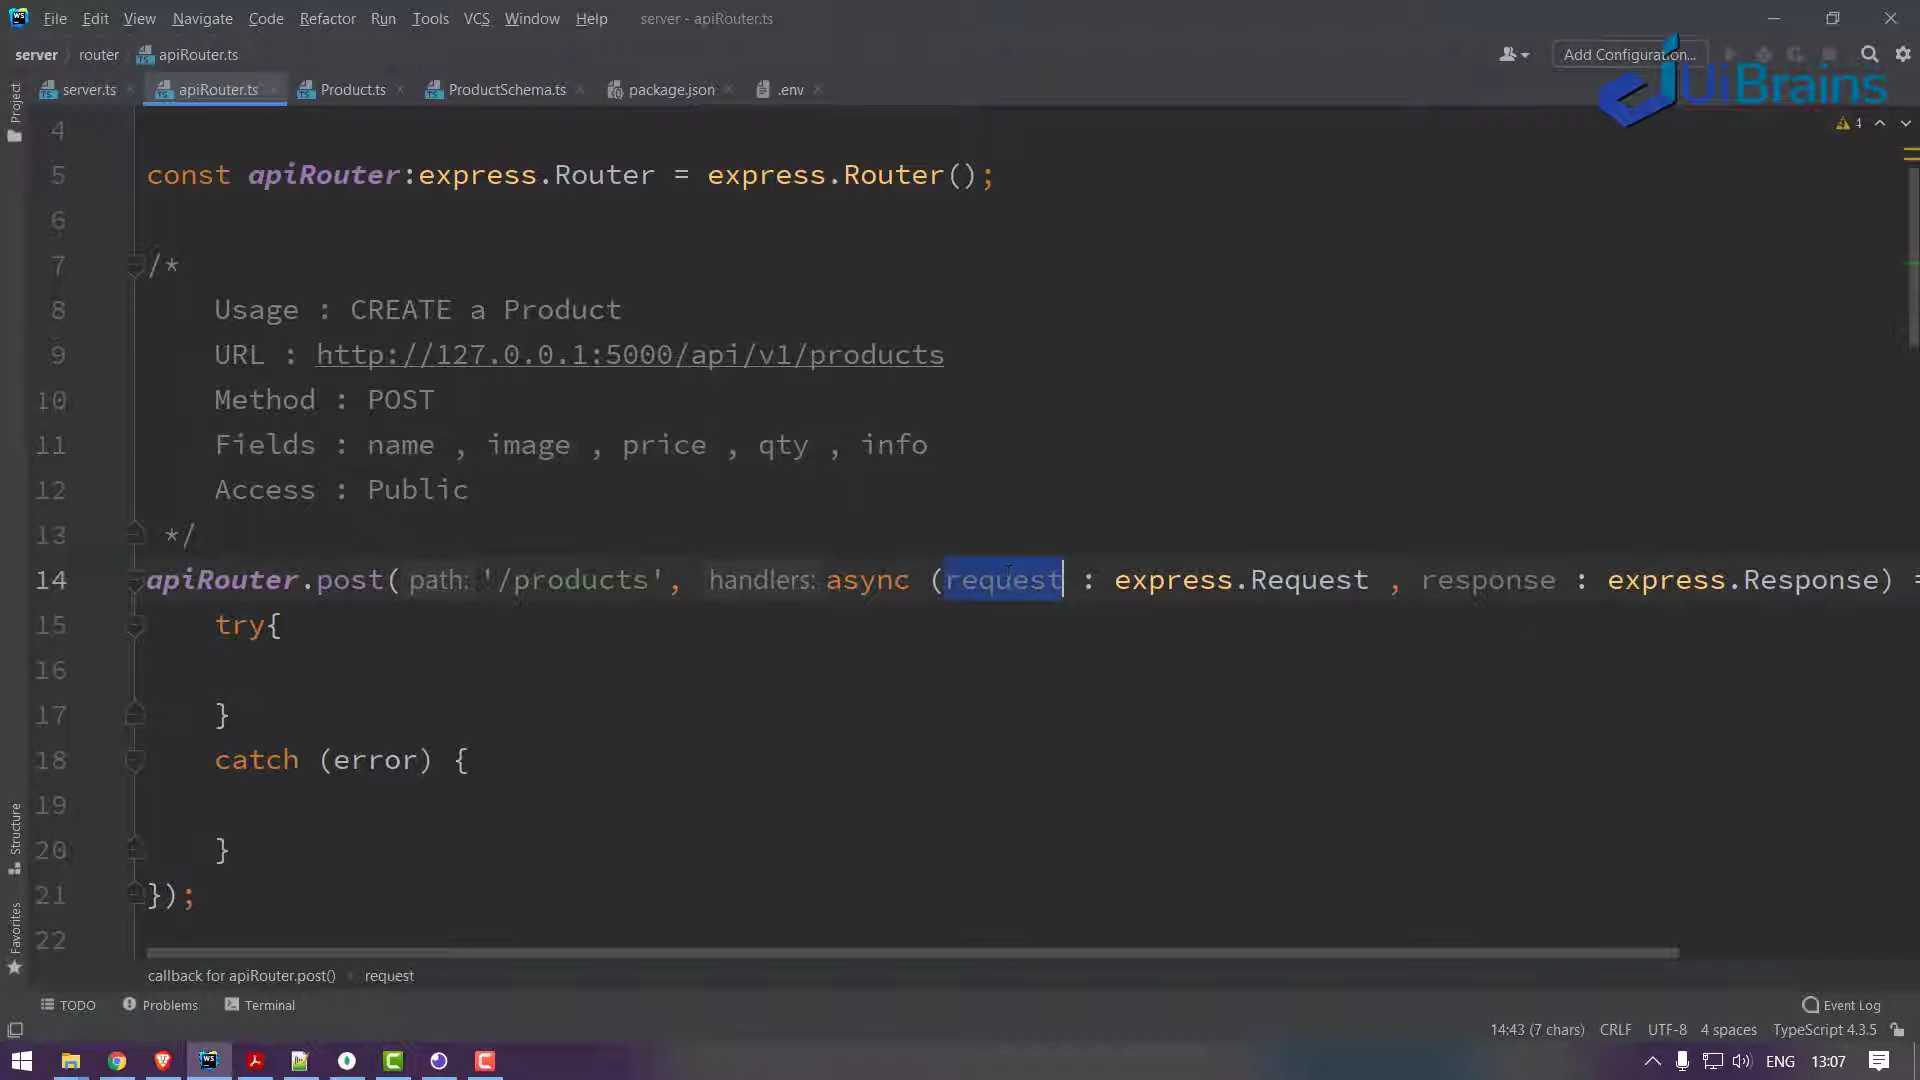 File Edit View Navigate Code Refactor Run Tools VCS Window Help server - apiRouter.ts
server router apiRouter.ts Add Configuration...
UiBrains
server.ts apiRouter.ts Product.ts ProductSchema.ts package.json .env
Project
4
4
5 const apiRouter:express.Router = express.Router();
6
7 /*
8 Usage : CREATE a Product
9 URL : http://127.0.0.1:5000/api/v1/products
10 Method : POST
11 Fields : name , image , price , qty , info
12 Access : Public
13 */
14 apiRouter.post( path: '/products', handlers: async (request : express.Request , response : express.Response) =
15 try{
16
17 }
18 catch (error) {
19
20 }
21 });
22
Structure
Favorites
callback for apiRouter.post() request
TODO Problems Terminal Event Log
14:43 (7 chars) CRLF UTF-8 4 spaces TypeScript 4.3.5
WS ENG 13:07